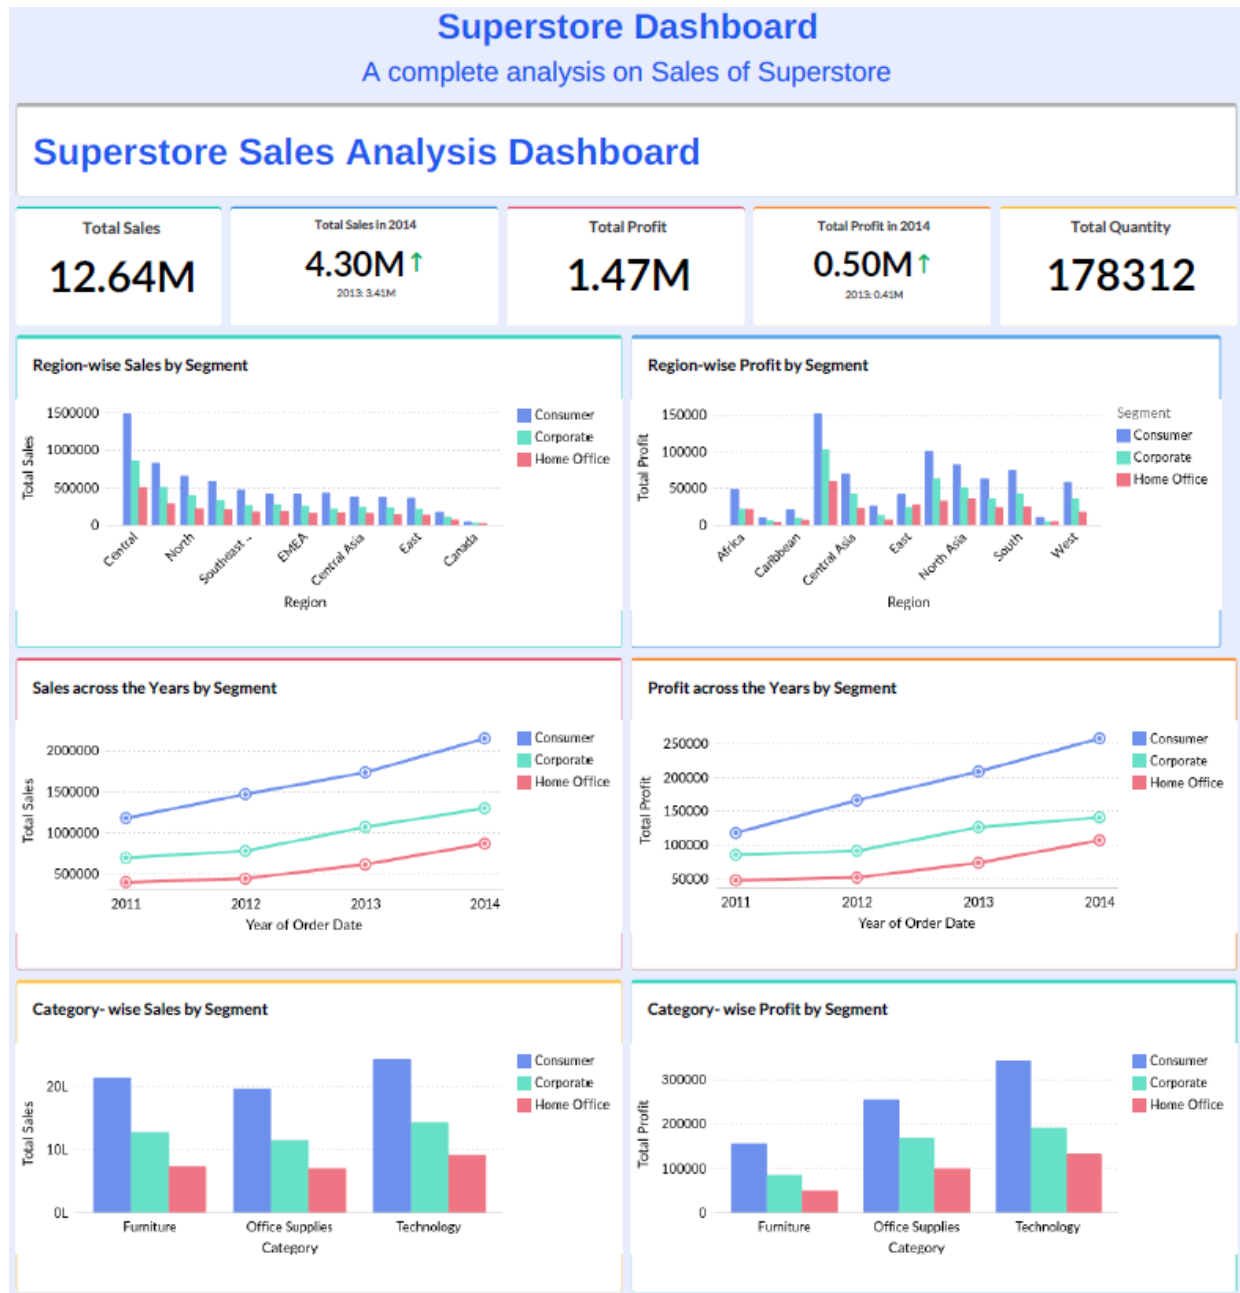 Superstore Dashboard
A complete analysis on Sales of Superstore
Superstore Sales Analysis Dashboard
Total Sales
12.64M
Total Sales in 2014
4.30M↑
2013: 3.41M
Total Profit
1.47M
Total Profit in 2014
0.50M↑
2013: 0.41M
Total Quantity
178312
Region-wise Sales by Segment
Total Sales
1500000
1000000
500000
0
Central
North
Southeast ..
EMEA
Central Asia
East
Canada
Region
Consumer
Corporate
Home Office
Region-wise Profit by Segment
Total Profit
150000
100000
50000
0
Africa
Caribbean
Central Asia
East
North Asia
South
West
Region
Segment
Consumer
Corporate
Home Office
Sales across the Years by Segment
Total Sales
2000000
1500000
1000000
500000
2011 2012 2013 2014
Year of Order Date
Consumer
Corporate
Home Office
Profit across the Years by Segment
Total Profit
250000
200000
150000
100000
50000
2011 2012 2013 2014
Year of Order Date
Consumer
Corporate
Home Office
Category- wise Sales by Segment
Total Sales
20L
10L
0L
Furniture Office Supplies Technology
Category
Consumer
Corporate
Home Office
Category- wise Profit by Segment
Total Profit
300000
200000
100000
0
Furniture Office Supplies Technology
Category
Consumer
Corporate
Home Office